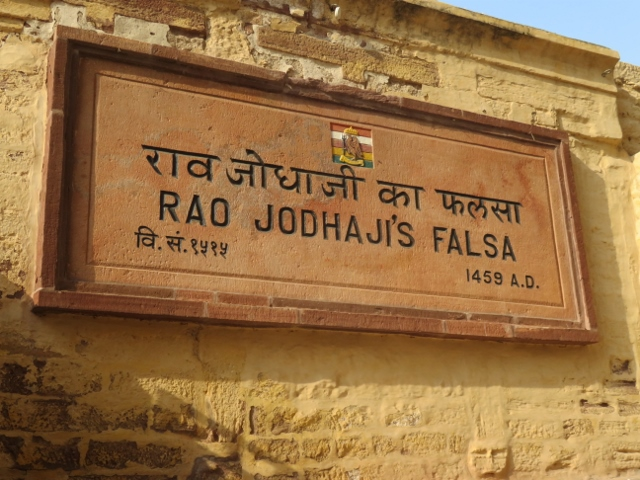 राव जोधाजी का फलसा
RAO JODHAJI'S FALSA
वि. सं. १५१५
1459 A.D.